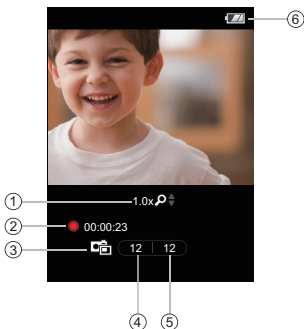 ⑥
① 1.0x
② 00:00:23
③ 12 12
④ ⑤